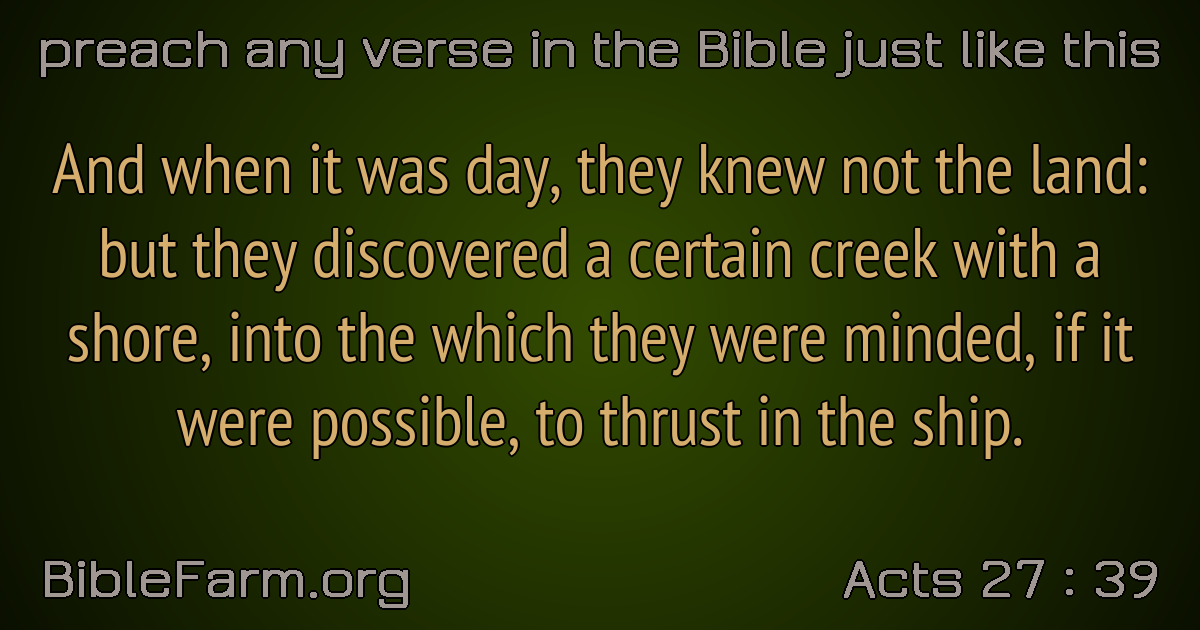 preach any verse in the Bible just like this
And when it was day, they knew not the land:
but they discovered a certain creek with a
shore, into the which they were minded, if it
were possible, to thrust in the ship.
BibleFarm.org
Acts 27 : 39